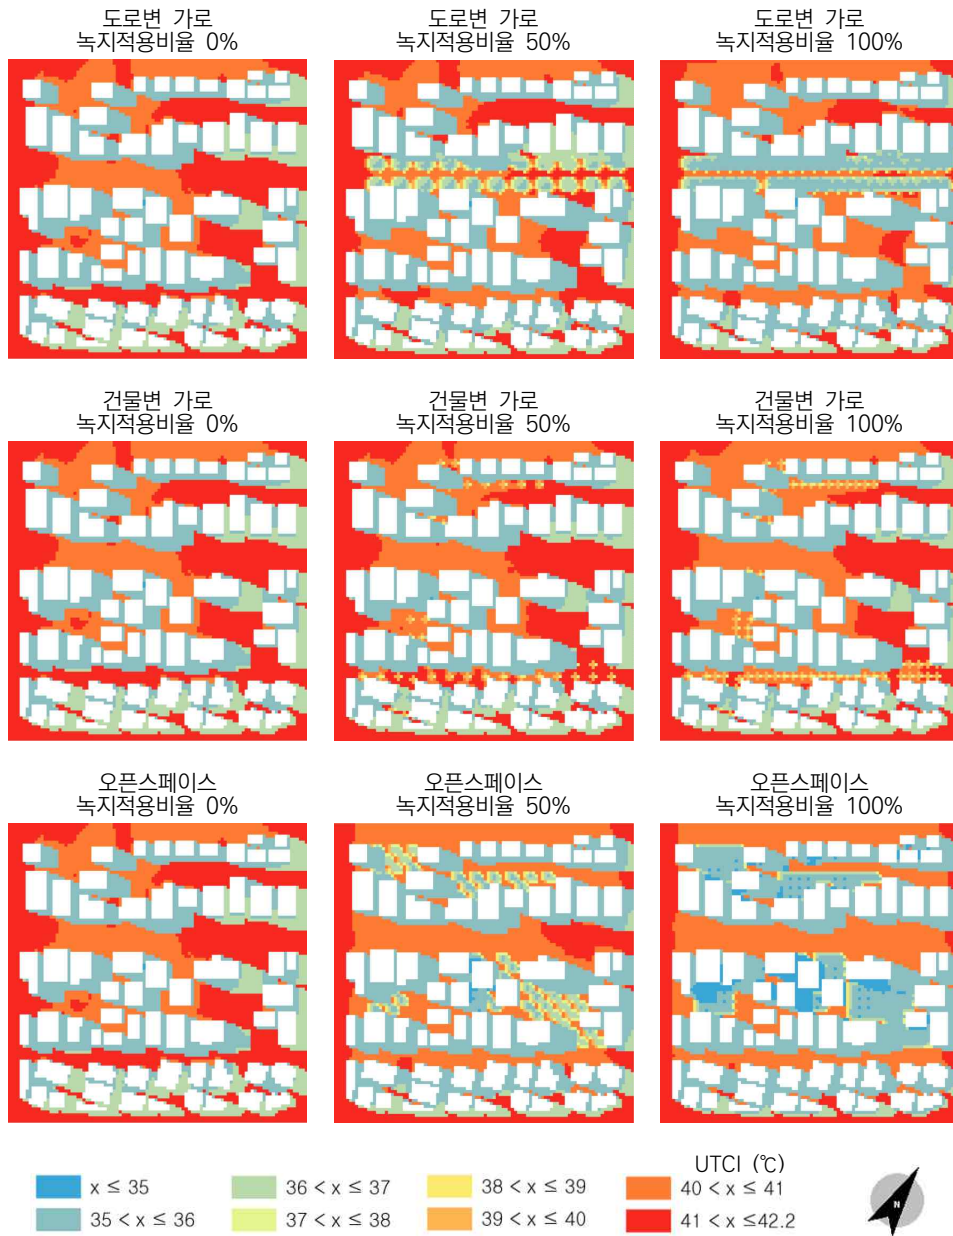 도로변 가로
녹지적용비율 0%
도로변 가로
녹지적용비율 50%
도로변 가로
녹지적용비율 100%
건물변 가로
녹지적용비율 0%
건물변 가로
녹지적용비율 50%
건물변 가로
녹지적용비율 100%
오픈스페이스
녹지적용비율 0%
오픈스페이스
녹지적용비율 50%
오픈스페이스
녹지적용비율 100%
UTCI (℃)
x ≤ 35
36 < x ≤ 37
38 < x ≤ 39
40 < x ≤ 41
35 < x ≤ 36
37 < x ≤ 38
39 < x ≤ 40
41 < x ≤42.2
N